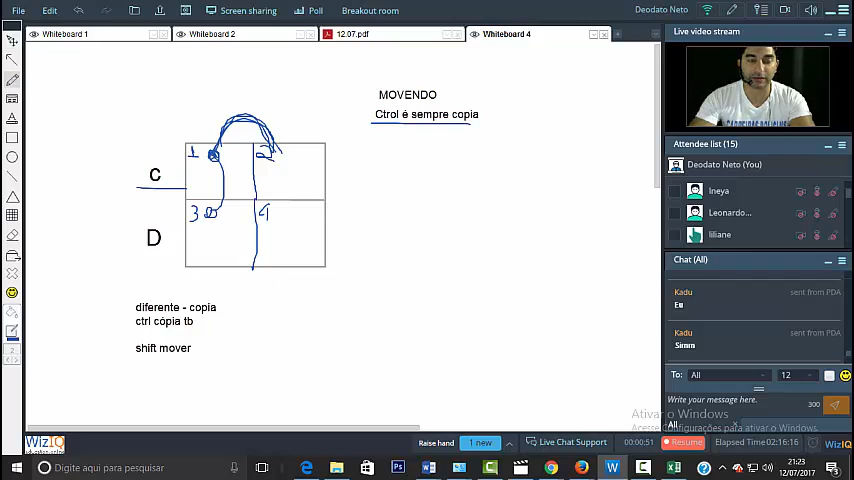 File Edit Screen sharing Poll Breakout room Deodato Neto
Whiteboard 1 Whiteboard 2 12.07.pdf Whiteboard 4
Live video stream
MOVENDO
Ctrol é sempre copia
1 2
C
3 4
D
diferente - copia
ctrl cópia tb
shift mover
Attendee list (15)
Deodato Neto (You)
Ineya
Leonardo...
liliane
Chat (All)
Kadu sent from PDA
Eu
Kadu sent from PDA
Simm
To: All 12
Write your message here. 300
Ativar o Windows
Acesse Configurações para ativar o Windows.
All
WizIQ
Raise hand 1 new Live Chat Support 00:00:51 Resume Elapsed Time: 02:16:16 WizIQ
Digite aqui para pesquisar
21:23
12/07/2017